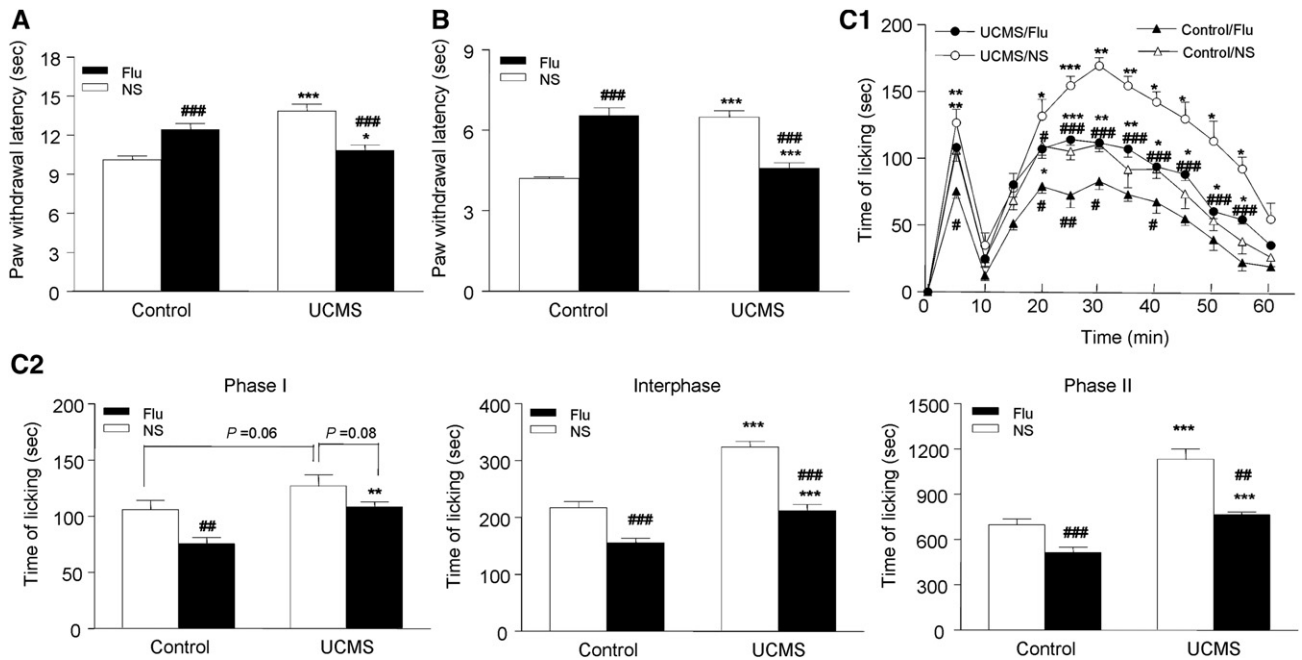 A
Paw withdrawal latency (sec)
18
15
12
9
6
3
0
Flu
NS
###
***
###
*
Control
UCMS
B
Paw withdrawal latency (sec)
9
6
3
0
Flu
NS
###
***
###
***
Control
UCMS
C1
Time of licking (sec)
200
150
100
50
0
UCMS/Flu
UCMS/NS
Control/Flu
Control/NS
**
**
*
***
**
**
*
*
*
*
#
***
###
**
###
**
###
*
###
*
###
*
###
*
###
*
#
#
##
#
#
0
10
20
30
40
50
60
Time (min)
C2
Phase I
Time of licking (sec)
200
150
100
50
0
Flu
NS
P =0.06
P =0.08
##
**
Control
UCMS
Interphase
Time of licking (sec)
400
300
200
100
0
Flu
NS
###
***
###
***
Control
UCMS
Phase II
Time of licking (sec)
1500
1200
900
600
300
0
Flu
NS
###
***
##
***
Control
UCMS